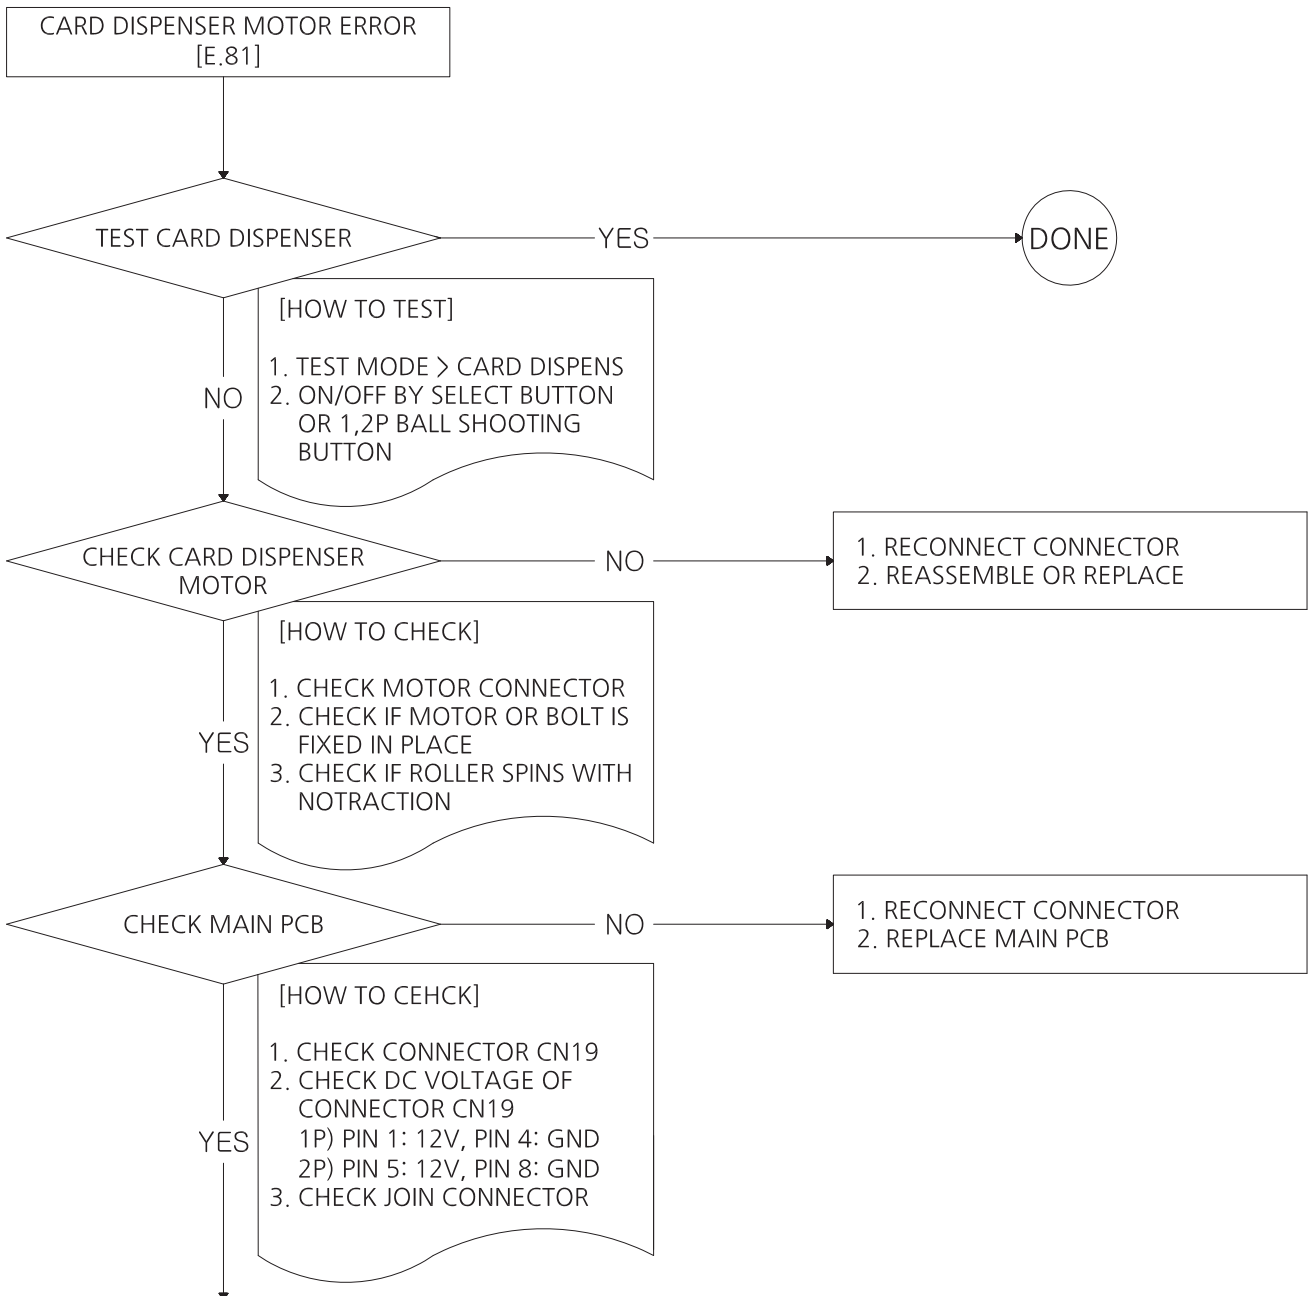 CARD DISPENSER MOTOR ERROR
[E.81]
TEST CARD DISPENSER
YES
DONE
[HOW TO TEST]
1. TEST MODE > CARD DISPENS
2. ON/OFF BY SELECT BUTTON
OR 1,2P BALL SHOOTING
BUTTON
NO
CHECK CARD DISPENSER
MOTOR
NO
1. RECONNECT CONNECTOR
2. REASSEMBLE OR REPLACE
[HOW TO CHECK]
1. CHECK MOTOR CONNECTOR
2. CHECK IF MOTOR OR BOLT IS
FIXED IN PLACE
3. CHECK IF ROLLER SPINS WITH
NOTRACTION
YES
CHECK MAIN PCB
NO
1. RECONNECT CONNECTOR
2. REPLACE MAIN PCB
[HOW TO CEHCK]
1. CHECK CONNECTOR CN19
2. CHECK DC VOLTAGE OF
CONNECTOR CN19
1P) PIN 1: 12V, PIN 4: GND
2P) PIN 5: 12V, PIN 8: GND
3. CHECK JOIN CONNECTOR
YES